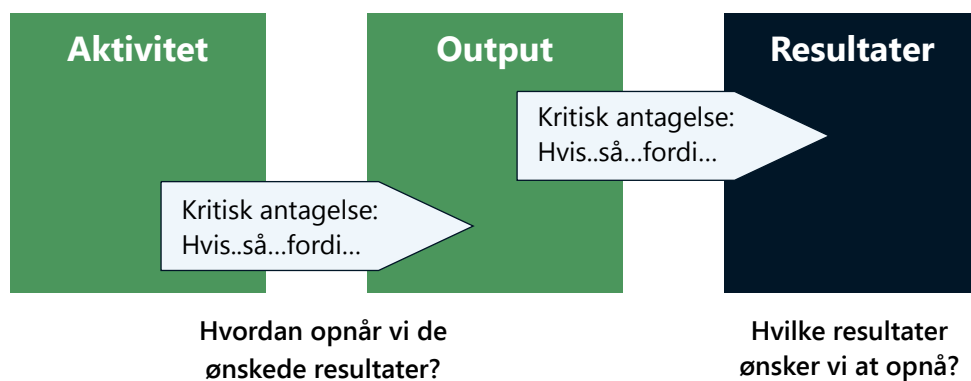 Aktivitet
Output
Resultater
Kritisk antagelse:
Hvis..så...fordi...
Kritisk antagelse:
Hvis..så...fordi...
Hvordan opnår vi de
ønskede resultater?
Hvilke resultater
ønsker vi at opnå?